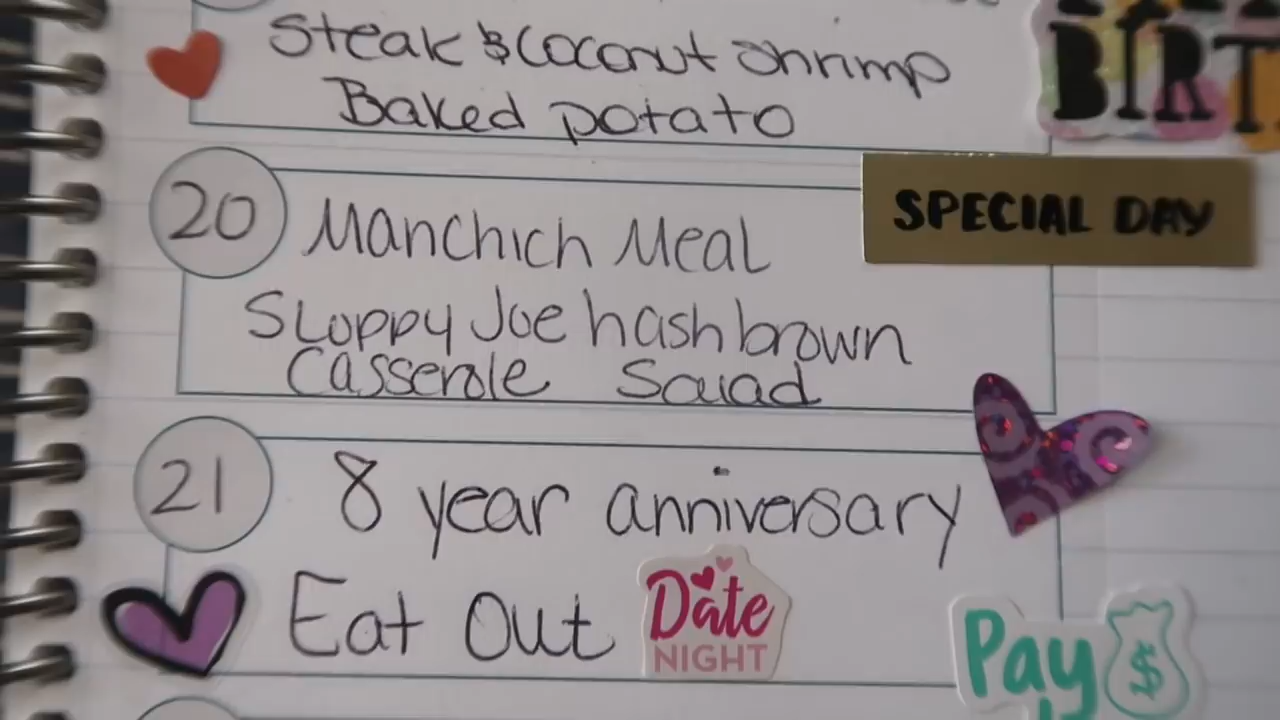 Steak & Coconut Shrimp
Baked potato
BIRT
20
Manchich Meal
SPECIAL DAY
Sloppy Joe hashbrown
Casserole Salad
21
8 year anniversary
Eat Out
Date
NIGHT
Pay
$